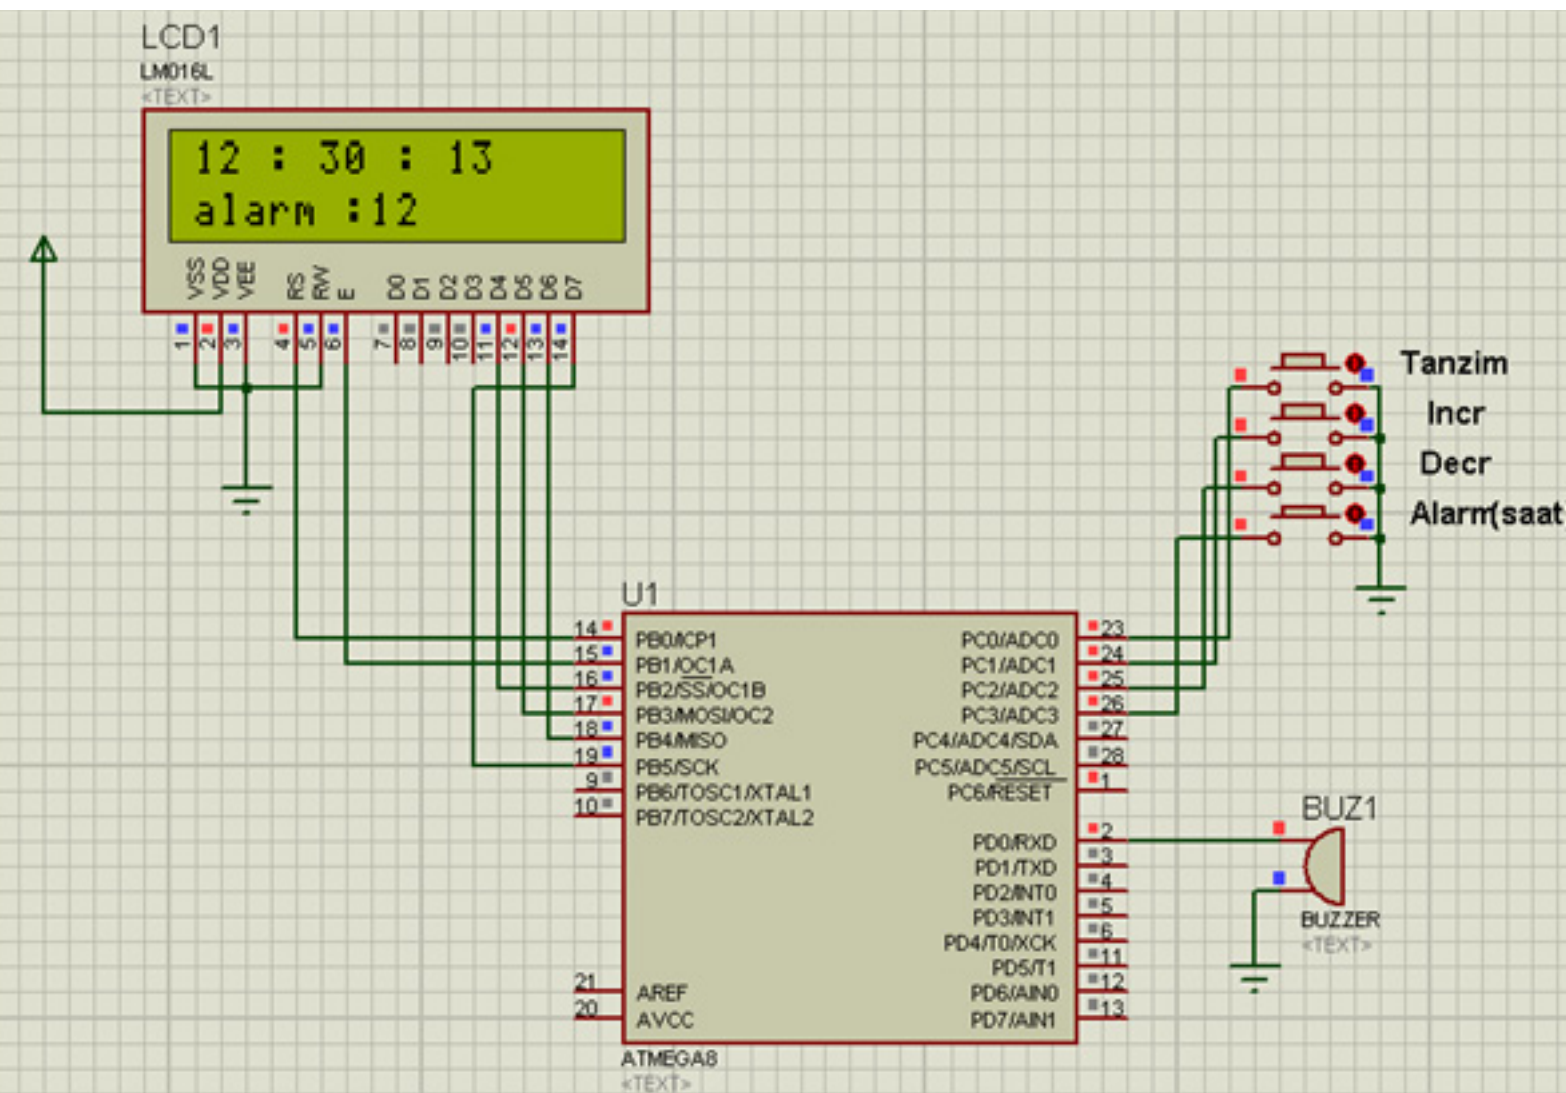 LCD1
LM016L
<TEXT>
12 : 30 : 13
alarm :12
VSS VDD VEE RS RW E D0 D1 D2 D3 D4 D5 D6 D7
1 2 3 4 5 6 7 8 9 10 11 12 13 14
Tanzim
Incr
Decr
Alarm(saat
U1
14 PB0/ICP1 PC0/ADC0 23
15 PB1/OC1A PC1/ADC1 24
16 PB2/SS/OC1B PC2/ADC2 25
17 PB3/MOSI/OC2 PC3/ADC3 26
18 PB4/MISO PC4/ADC4/SDA 27
19 PB5/SCK PC5/ADC5/SCL 28
9 PB6/TOSC1/XTAL1 PC6/RESET 1
10 PB7/TOSC2/XTAL2
PD0/RXD 2
PD1/TXD 3
PD2/INT0 4
PD3/INT1 5
PD4/T0/XCK 6
PD5/T1 11
21 AREF PD6/AIN0 12
20 AVCC PD7/AIN1 13
ATMEGA8
<TEXT>
BUZ1
BUZZER
<TEXT>